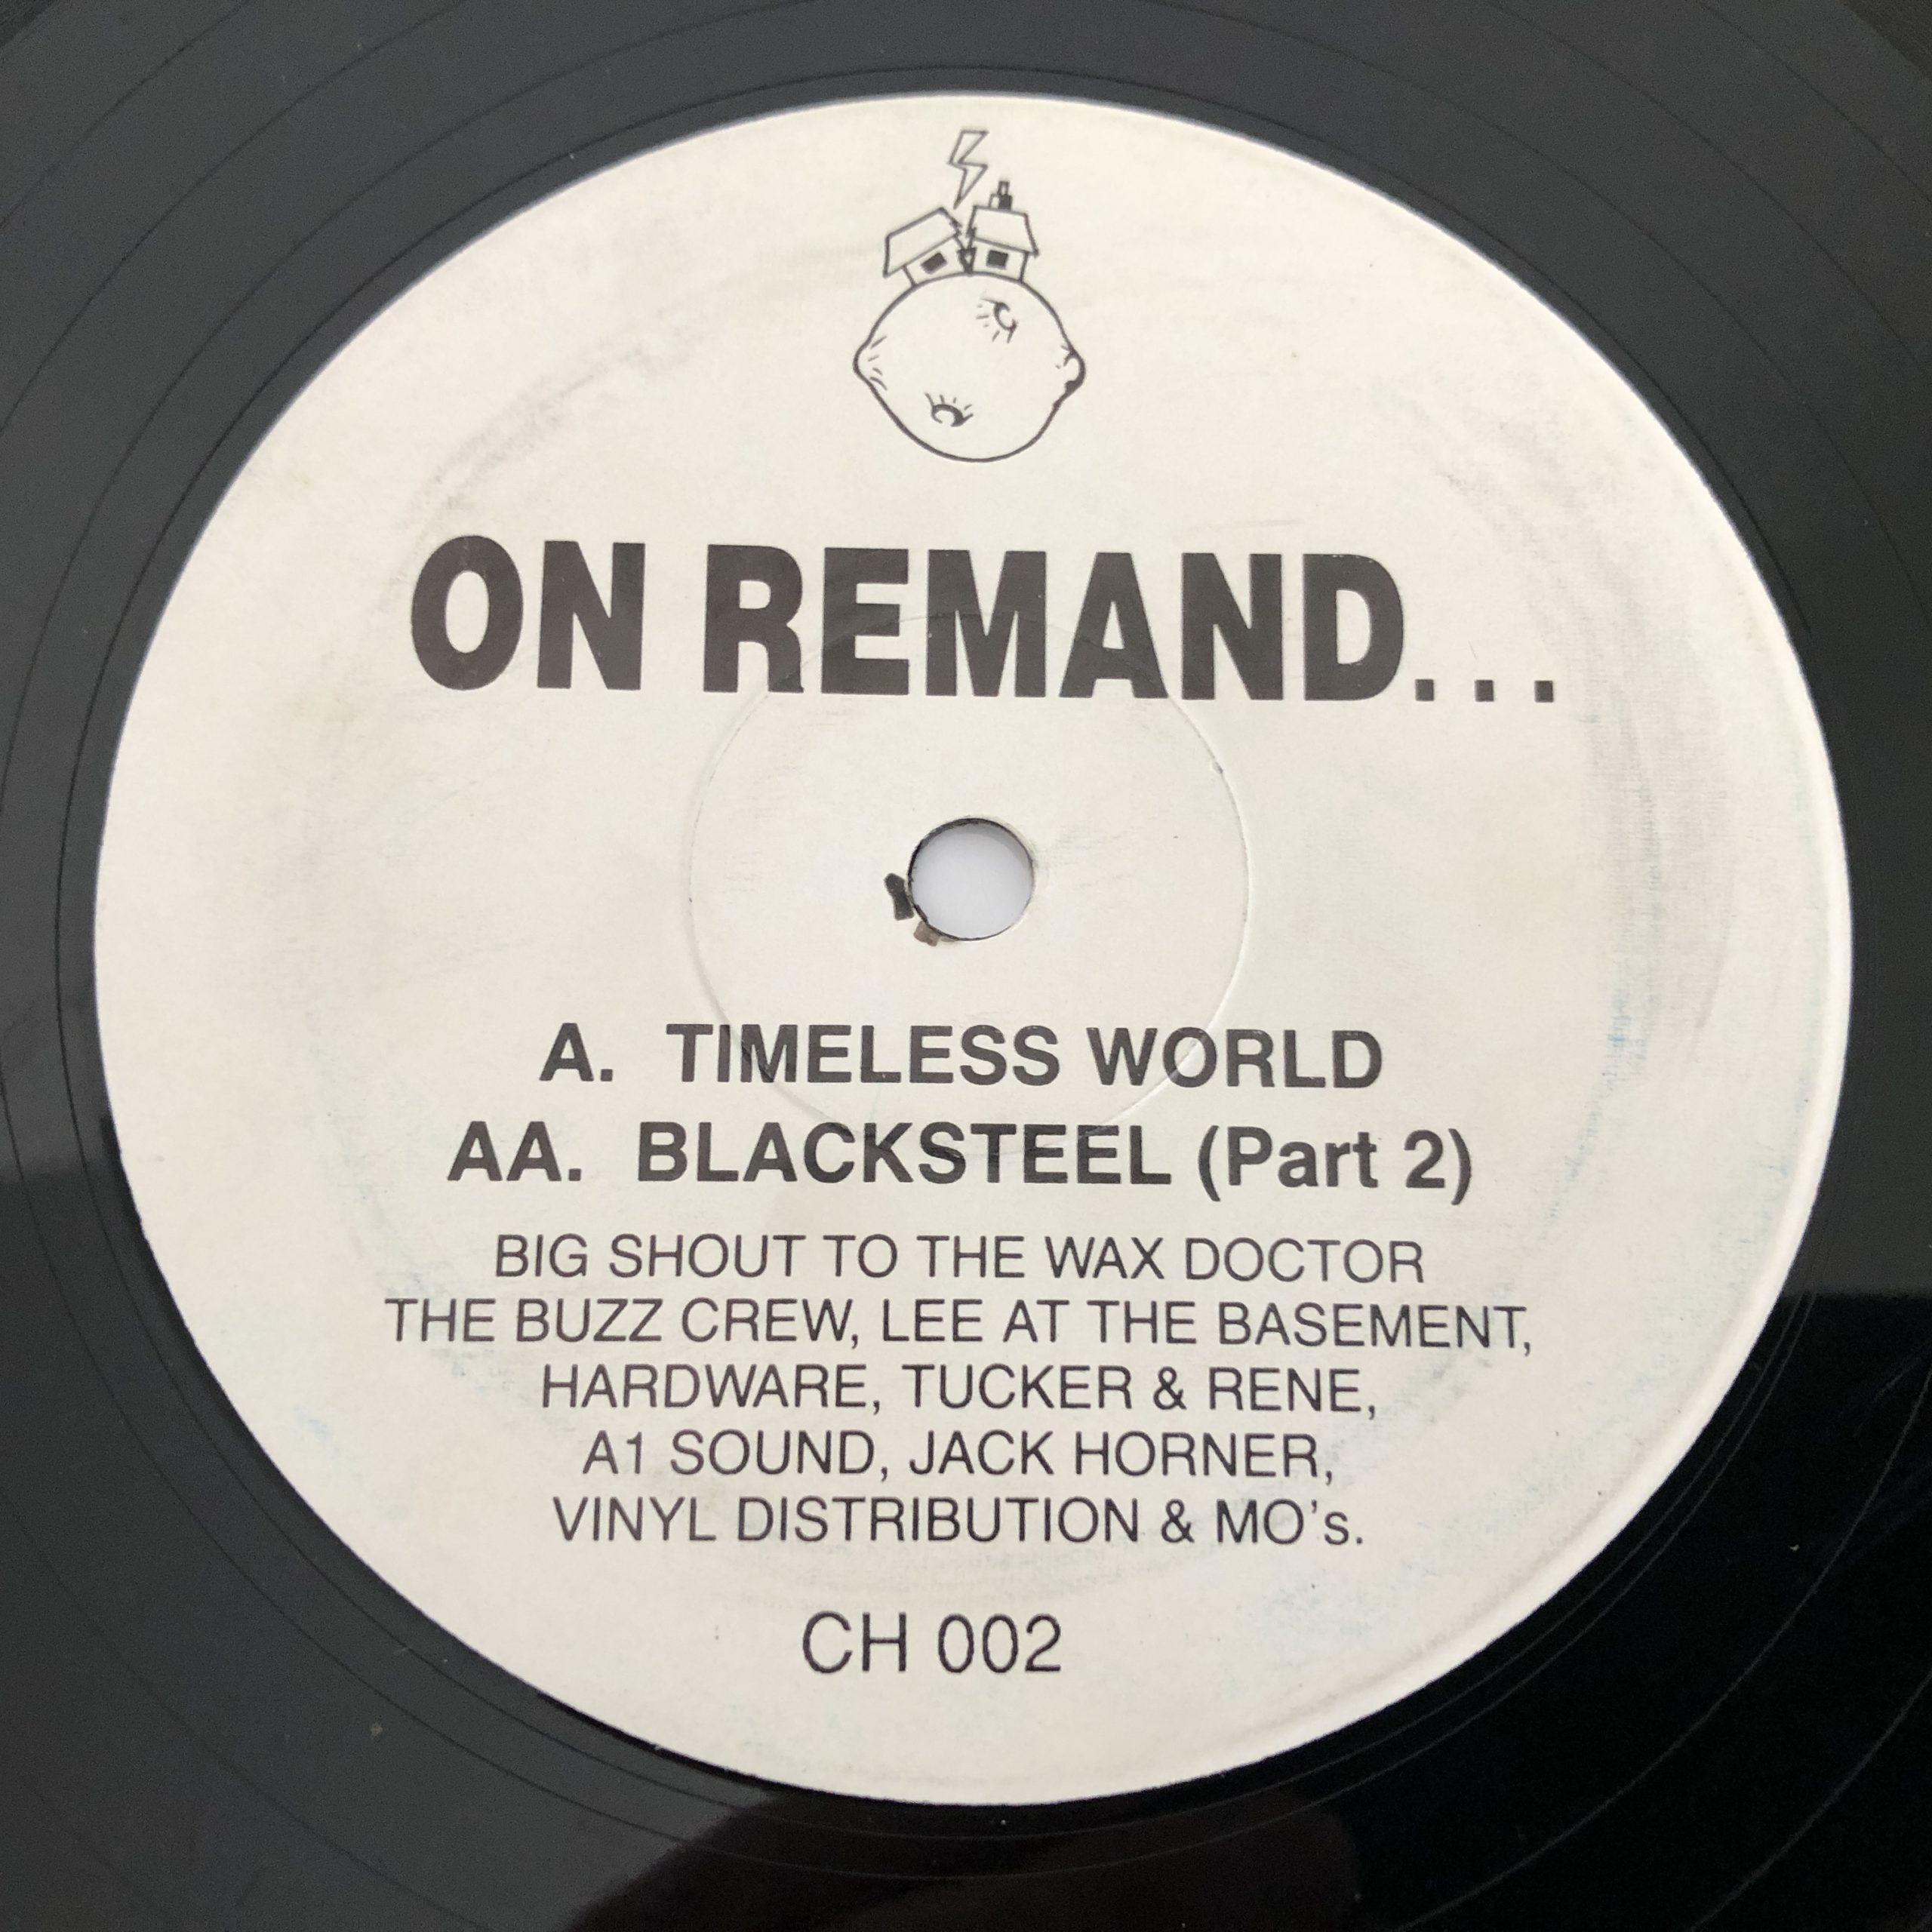 ON REMAND...
A. TIMELESS WORLD
AA. BLACKSTEEL (Part 2)
BIG SHOUT TO THE WAX DOCTOR
THE BUZZ CREW, LEE AT THE BASEMENT,
HARDWARE, TUCKER & RENE,
A1 SOUND, JACK HORNER,
VINYL DISTRIBUTION & MO's.
CH 002